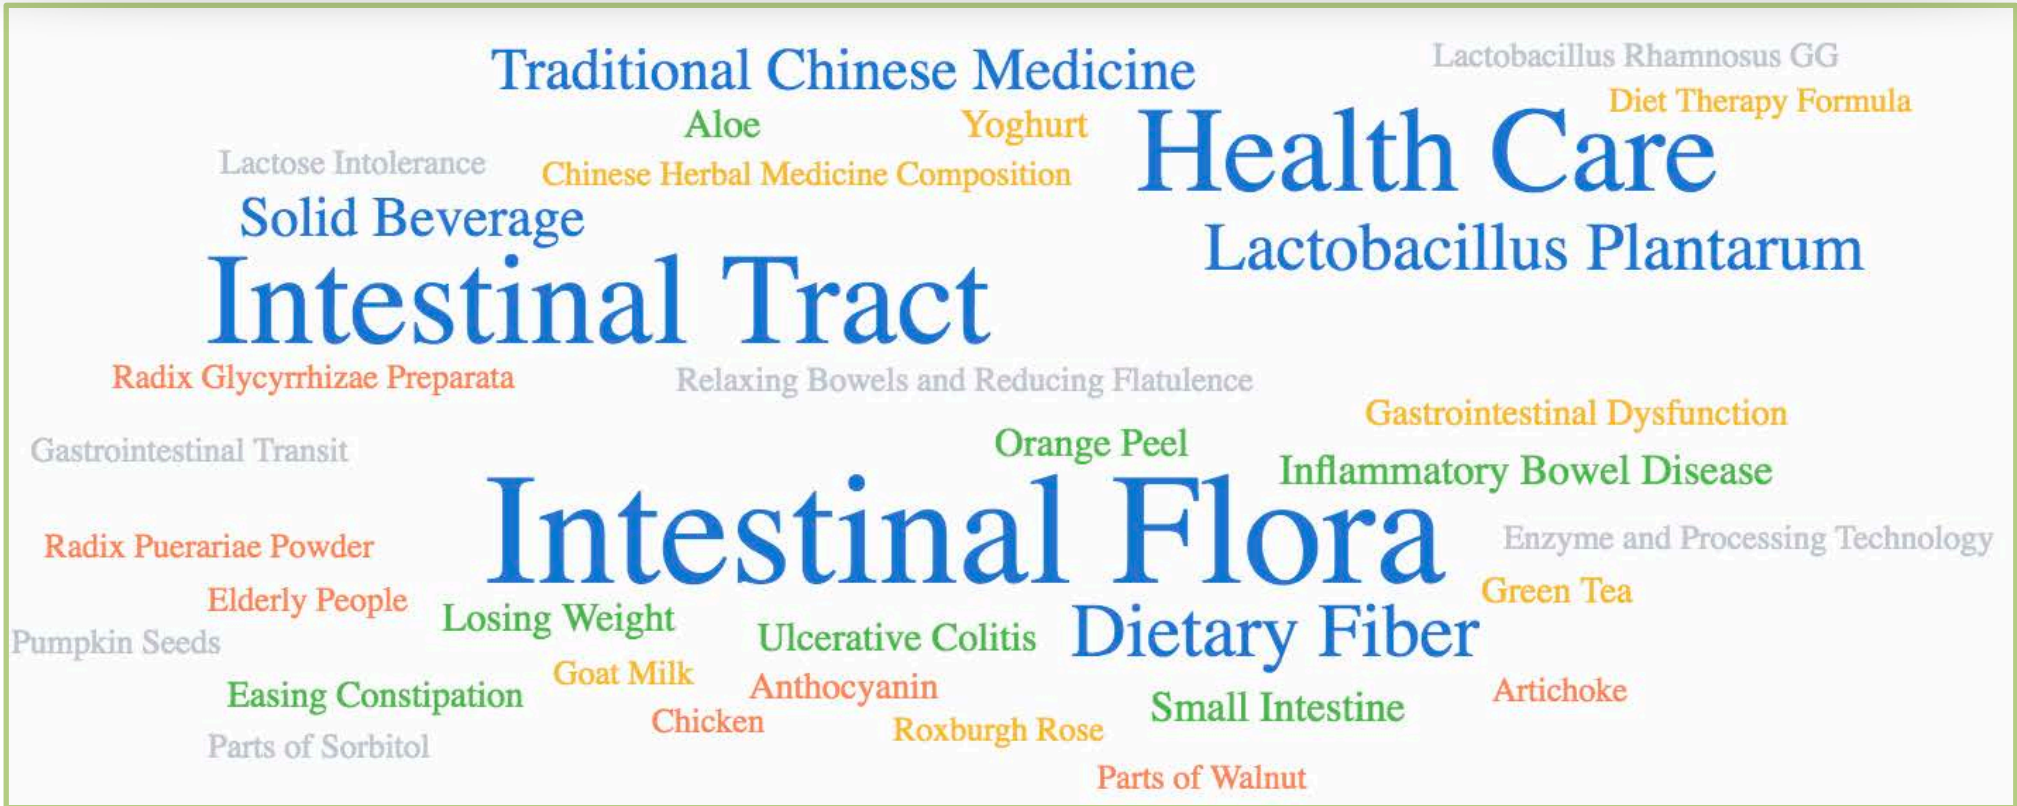 Traditional Chinese Medicine
Lactobacillus Rhamnosus GG
Diet Therapy Formula
Aloe
Yoghurt
Health Care
Lactose Intolerance
Chinese Herbal Medicine Composition
Solid Beverage
Lactobacillus Plantarum
Intestinal Tract
Radix Glycyrrhizae Preparata
Relaxing Bowels and Reducing Flatulence
Gastrointestinal Dysfunction
Gastrointestinal Transit
Orange Peel
Inflammatory Bowel Disease
Intestinal Flora
Radix Puerariae Powder
Enzyme and Processing Technology
Elderly People
Green Tea
Losing Weight
Ulcerative Colitis
Dietary Fiber
Pumpkin Seeds
Goat Milk
Anthocyanin
Easing Constipation
Artichoke
Chicken
Small Intestine
Roxburgh Rose
Parts of Sorbitol
Parts of Walnut